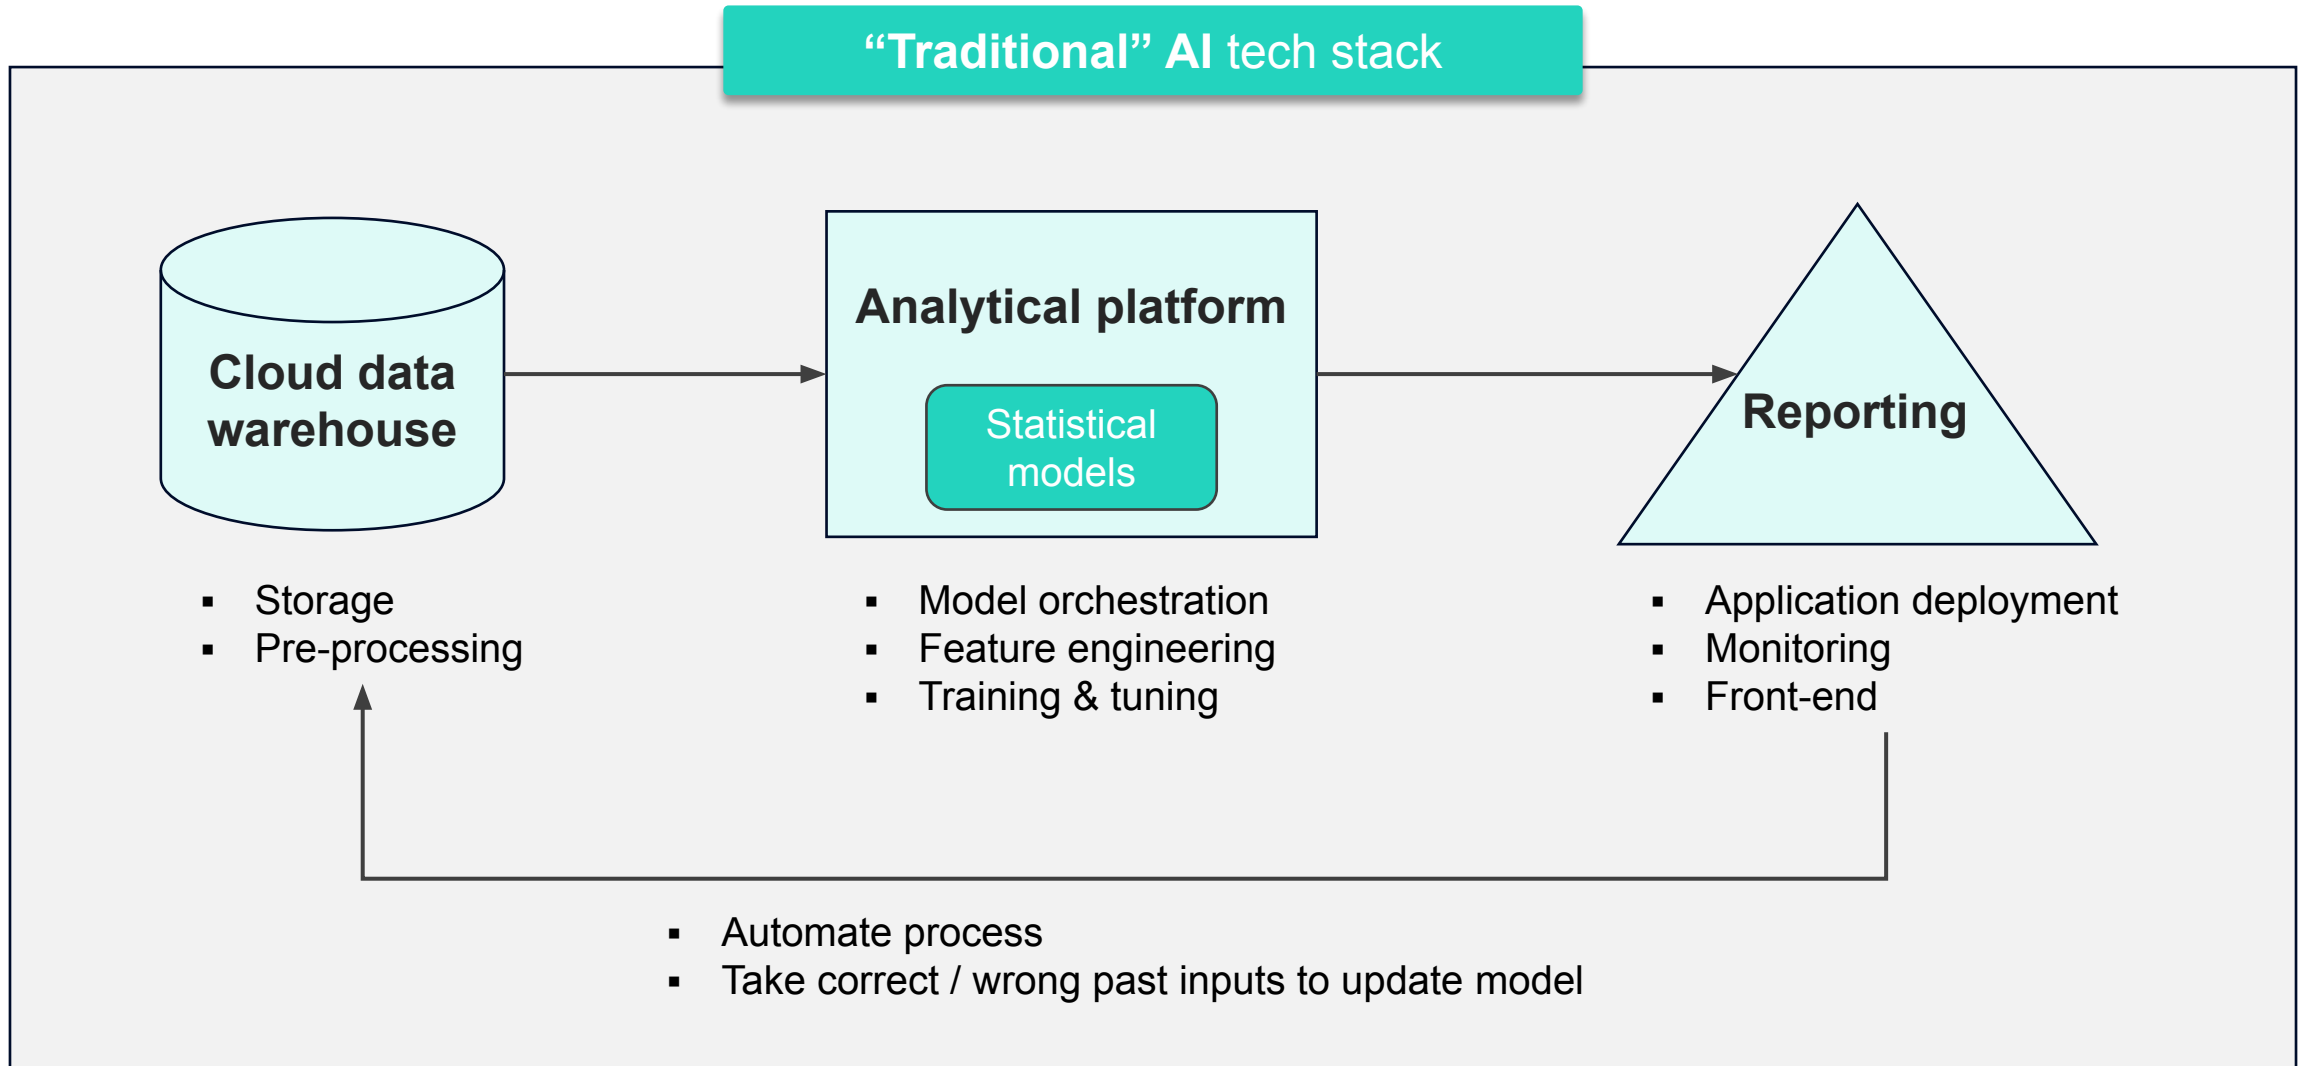 “Traditional” AI tech stack
Cloud data
warehouse
▪ Storage
▪ Pre-processing
Analytical platform
Statistical
models
▪ Model orchestration
▪ Feature engineering
▪ Training & tuning
Reporting
▪ Application deployment
▪ Monitoring
▪ Front-end
▪ Automate process
▪ Take correct / wrong past inputs to update model